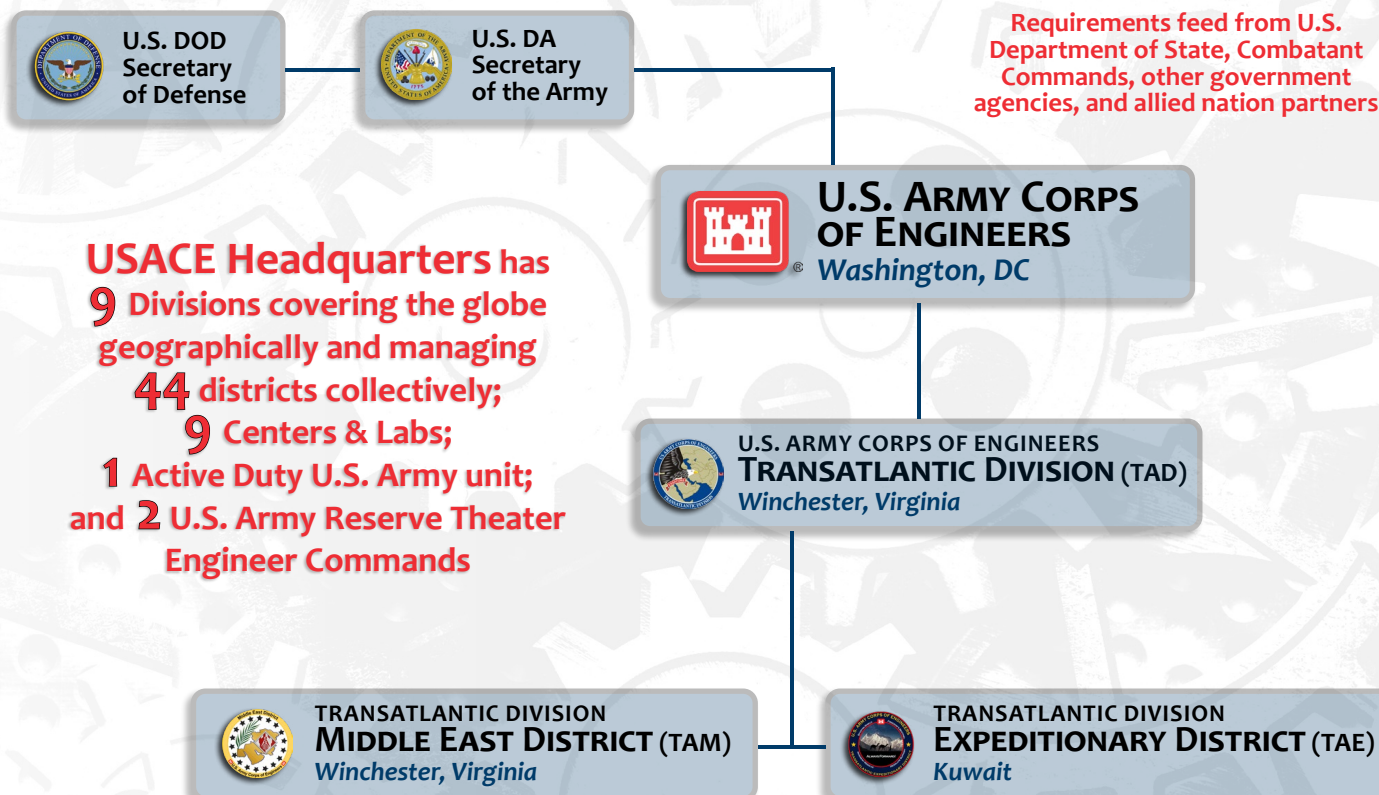 U.S. DOD
Secretary
of Defense
U.S. DA
Secretary
of the Army
Requirements feed from U.S.
Department of State, Combatant
Commands, other government
agencies, and allied nation partners
U.S. ARMY CORPS
OF ENGINEERS
®
Washington, DC
USACE Headquarters has
9 Divisions covering the globe
geographically and managing
44 districts collectively;
9 Centers & Labs;
1 Active Duty U.S. Army unit;
and 2 U.S. Army Reserve Theater
Engineer Commands
U.S. ARMY CORPS OF ENGINEERS
TRANSATLANTIC DIVISION (TAD)
Winchester, Virginia
TRANSATLANTIC DIVISION
MIDDLE EAST DISTRICT (TAM)
Winchester, Virginia
TRANSATLANTIC DIVISION
EXPEDITIONARY DISTRICT (TAE)
Kuwait